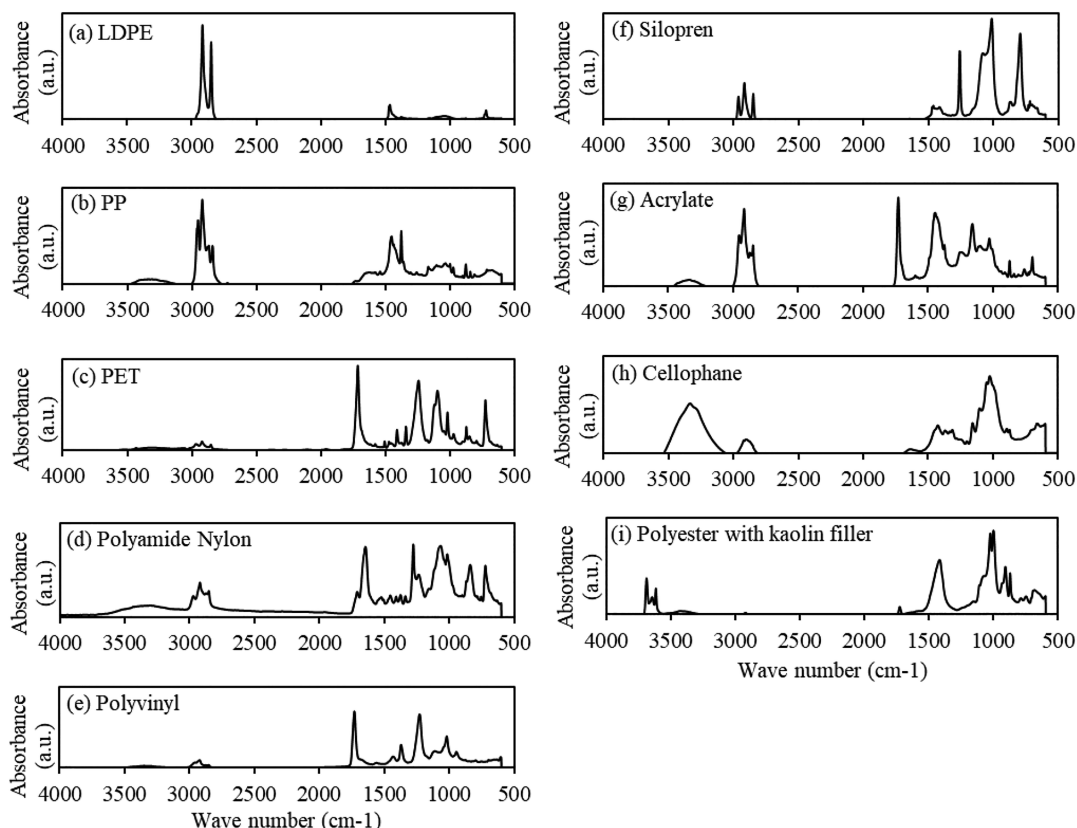 (a) LDPE
Absorbance
(a.u.)
4000 3500 3000 2500 2000 1500 1000 500
(b) PP
Absorbance
(a.u.)
4000 3500 3000 2500 2000 1500 1000 500
(c) PET
Absorbance
(a.u.)
4000 3500 3000 2500 2000 1500 1000 500
(d) Polyamide Nylon
Absorbance
(a.u.)
4000 3500 3000 2500 2000 1500 1000 500
(e) Polyvinyl
Absorbance
(a.u.)
4000 3500 3000 2500 2000 1500 1000 500
Wave number (cm-1)
(f) Silopren
Absorbance
(a.u.)
4000 3500 3000 2500 2000 1500 1000 500
(g) Acrylate
Absorbance
(a.u.)
4000 3500 3000 2500 2000 1500 1000 500
(h) Cellophane
Absorbance
(a.u.)
4000 3500 3000 2500 2000 1500 1000 500
(i) Polyester with kaolin filler
Absorbance
(a.u.)
4000 3500 3000 2500 2000 1500 1000 500
Wave number (cm-1)